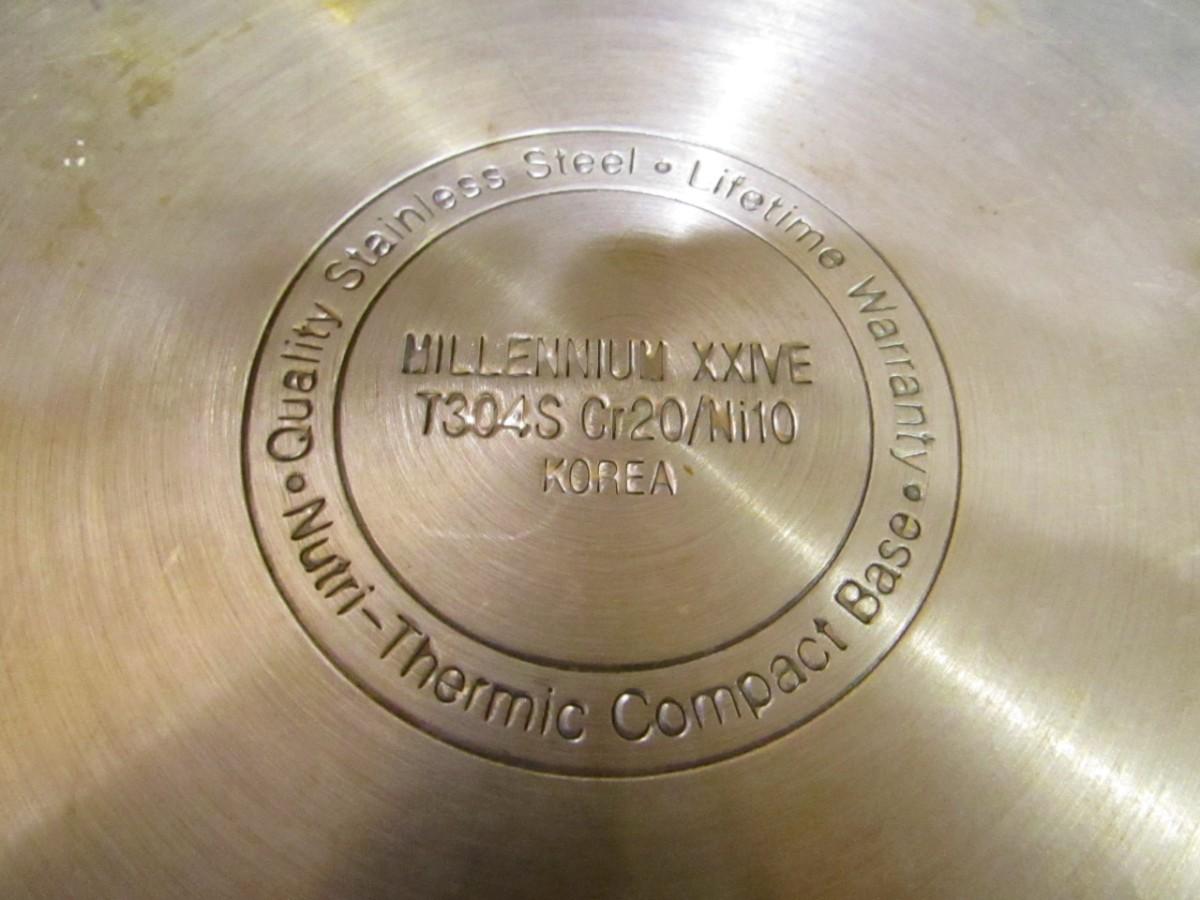 • Quality Stainless Steel • Lifetime Warranty •
Nutri-Thermic Compact Base
MILLENNIUM XXIVE
T304S Cr20/Ni10
KOREA